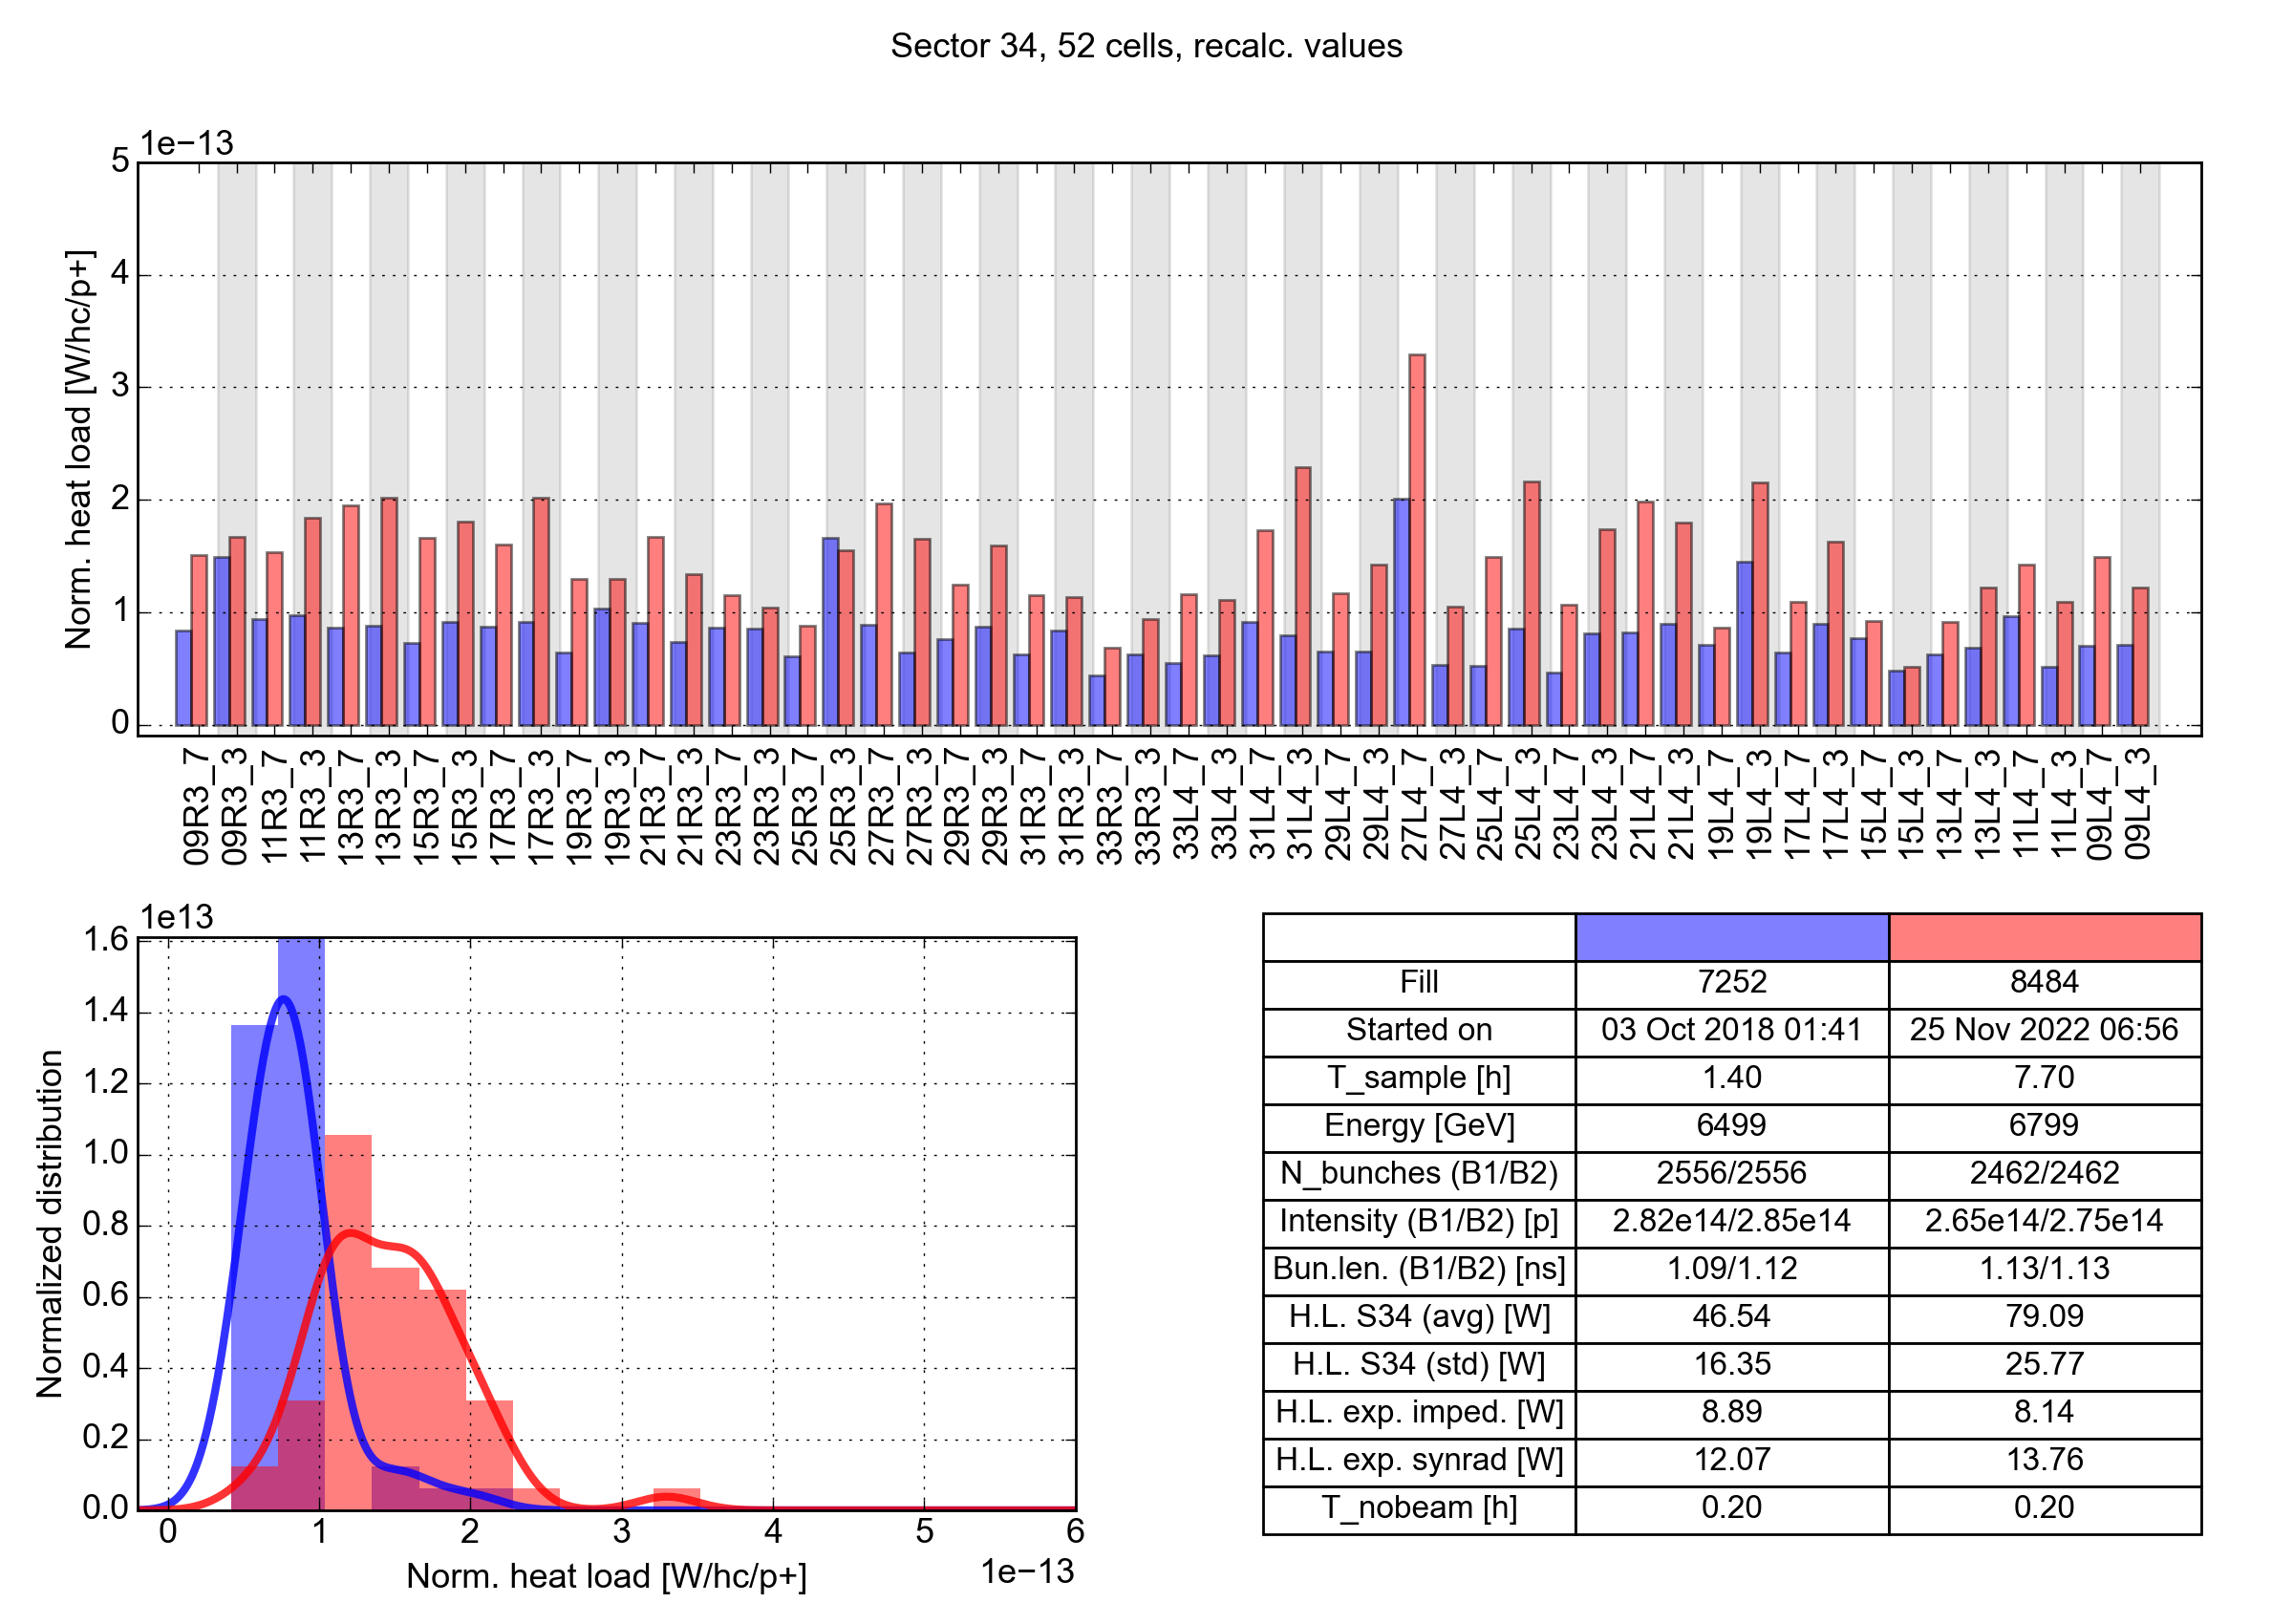 Sector 34, 52 cells, recalc. values
1e−13
5
4
3
2
1
0
Norm. heat load [W/hc/p+]
09R3_7
09R3_3
11R3_7
11R3_3
13R3_7
13R3_3
15R3_7
15R3_3
17R3_7
17R3_3
19R3_7
19R3_3
21R3_7
21R3_3
23R3_7
23R3_3
25R3_7
25R3_3
27R3_7
27R3_3
29R3_7
29R3_3
31R3_7
31R3_3
33R3_7
33R3_3
33L4_7
33L4_3
31L4_7
31L4_3
29L4_7
29L4_3
27L4_7
27L4_3
25L4_7
25L4_3
23L4_7
23L4_3
21L4_7
21L4_3
19L4_7
19L4_3
17L4_7
17L4_3
15L4_7
15L4_3
13L4_7
13L4_3
11L4_7
11L4_3
09L4_7
09L4_3
1e13
1.6
1.4
1.2
1.0
0.8
0.6
0.4
0.2
0.0
Normalized distribution
0 1 2 3 4 5 6
Norm. heat load [W/hc/p+]
1e−13
Fill 7252 8484
Started on 03 Oct 2018 01:41 25 Nov 2022 06:56
T_sample [h] 1.40 7.70
Energy [GeV] 6499 6799
N_bunches (B1/B2) 2556/2556 2462/2462
Intensity (B1/B2) [p] 2.82e14/2.85e14 2.65e14/2.75e14
Bun.len. (B1/B2) [ns] 1.09/1.12 1.13/1.13
H.L. S34 (avg) [W] 46.54 79.09
H.L. S34 (std) [W] 16.35 25.77
H.L. exp. imped. [W] 8.89 8.14
H.L. exp. synrad [W] 12.07 13.76
T_nobeam [h] 0.20 0.20